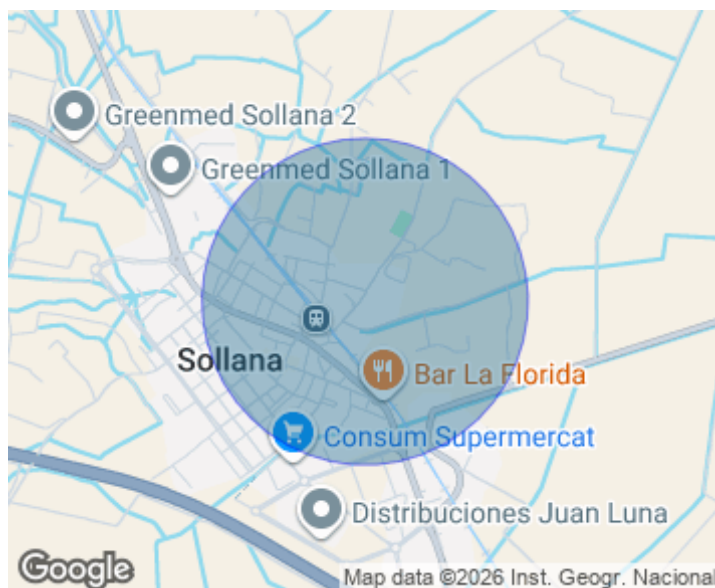 Greenmed Sollana 2
Greenmed Sollana 1
Sollana
Bar La Florida
Consum Supermercat
Distribuciones Juan Luna
Google
Map data ©2026 Inst. Geogr. Nacional